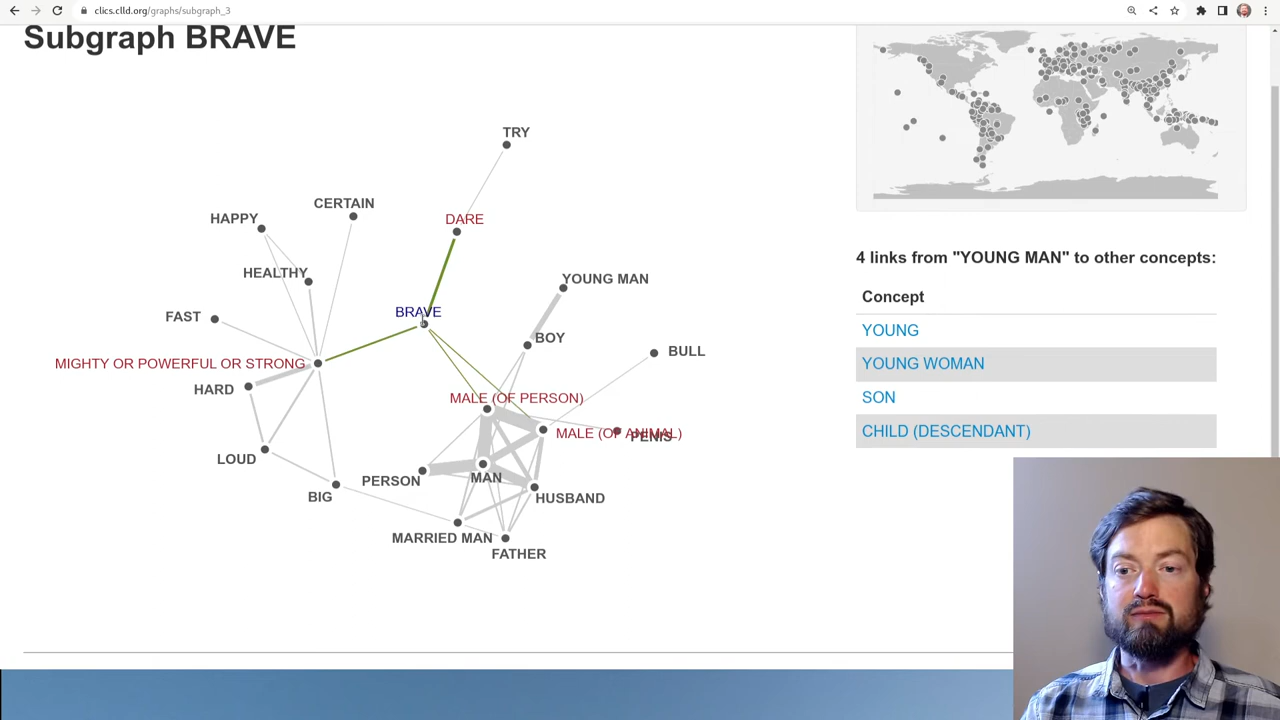 clics.clld.org/graphs/subgraph_3
Subgraph BRAVE
TRY
CERTAIN
HAPPY
DARE
HEALTHY
YOUNG MAN
FAST
BRAVE
BOY
BULL
MIGHTY OR POWERFUL OR STRONG
HARD
MALE (OF PERSON)
MALE (OF ANIMAL)
PENIS
LOUD
PERSON
MAN
BIG
HUSBAND
MARRIED MAN
FATHER
4 links from "YOUNG MAN" to other concepts:
Concept
YOUNG
YOUNG WOMAN
SON
CHILD (DESCENDANT)